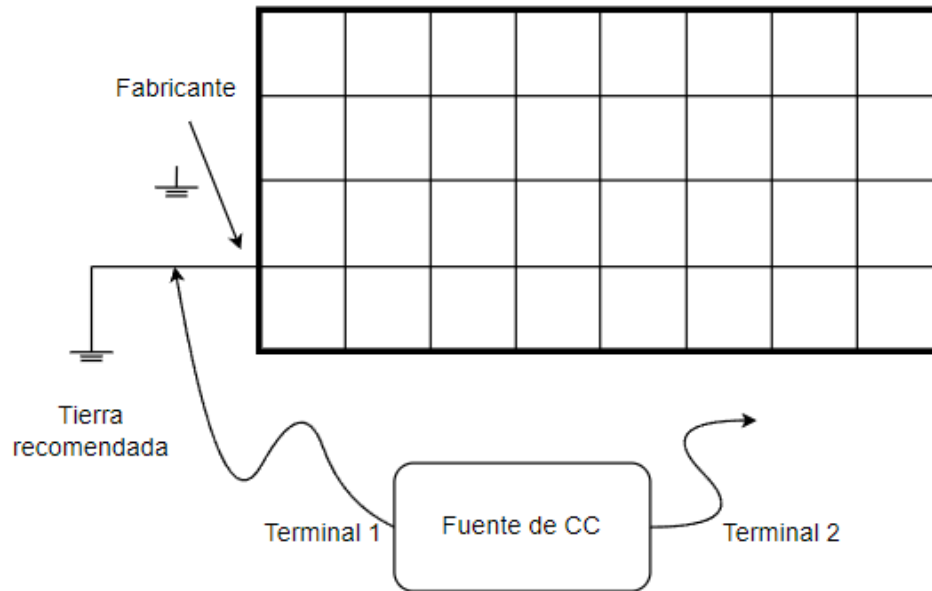 Fabricante
Tierra
recomendada
Terminal 1
Fuente de CC
Terminal 2